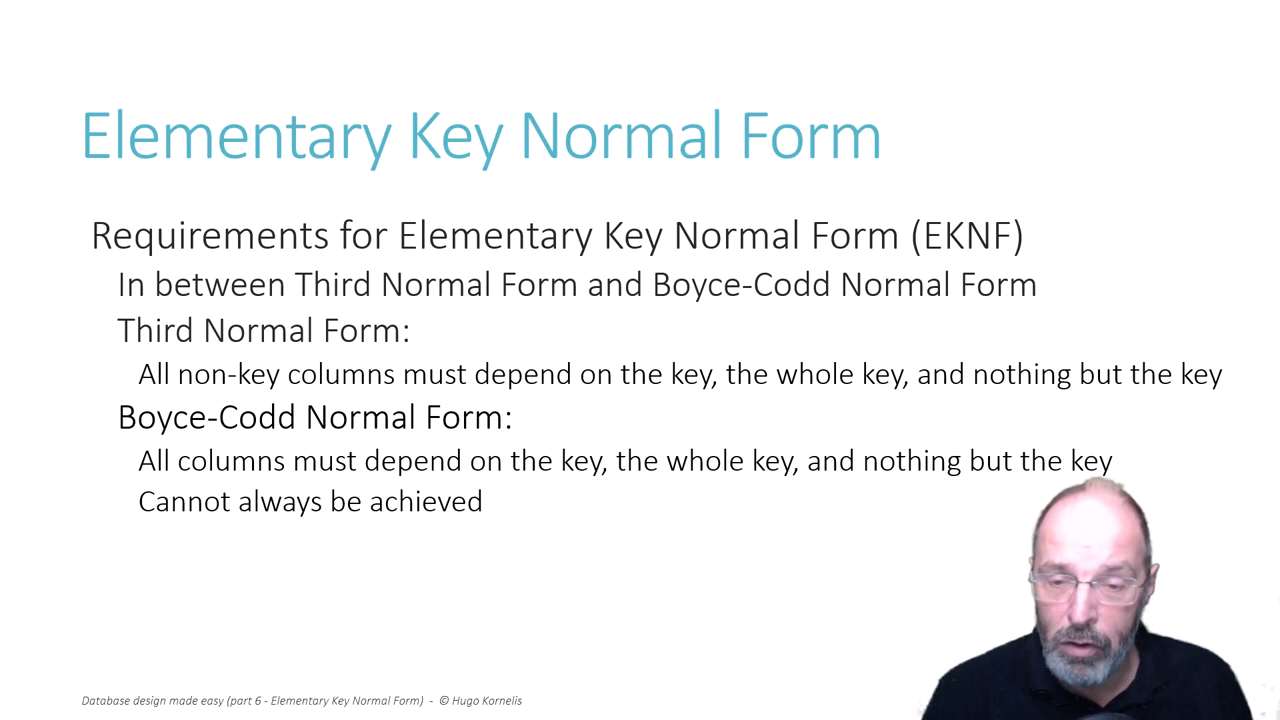 Elementary Key Normal Form
Requirements for Elementary Key Normal Form (EKNF)
In between Third Normal Form and Boyce-Codd Normal Form
Third Normal Form:
All non-key columns must depend on the key, the whole key, and nothing but the key
Boyce-Codd Normal Form:
All columns must depend on the key, the whole key, and nothing but the key
Cannot always be achieved
Database design made easy (part 6 - Elementary Key Normal Form) - © Hugo Kornelis